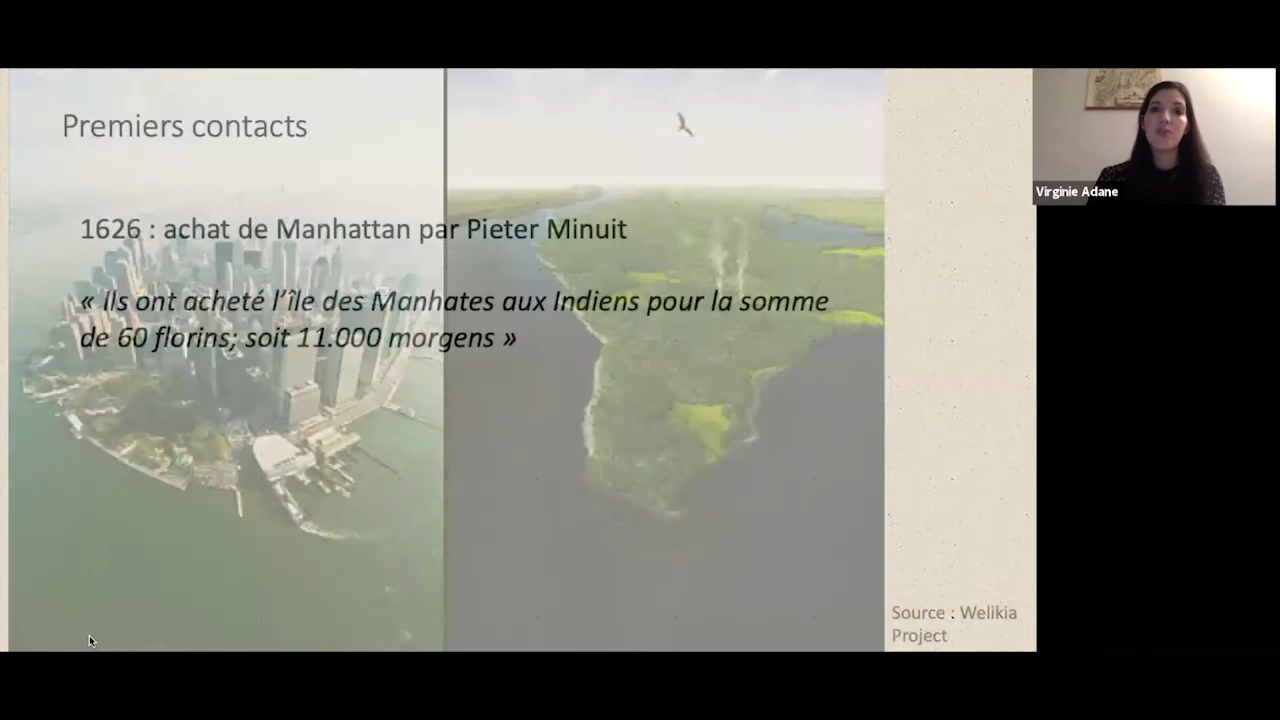 Premiers contacts
Virginie Adane
1626 : achat de Manhattan par Pieter Minuit
« Ils ont acheté l’île des Manhates aux Indiens pour la somme
de 60 florins; soit 11.000 morgens »
Source : Welikia
Project